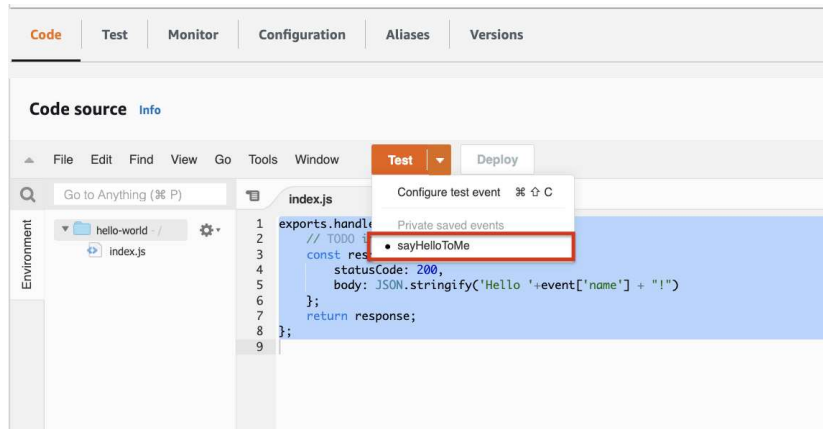 Code Test Monitor Configuration Aliases Versions
Code source Info
File Edit Find View Go Tools Window Test Deploy
Go to Anything (⌘ P)
index.js
Configure test event ⌘ ⇧ C
Private saved events
sayHelloToMe
Environment
hello-world - /
index.js
1 exports.handle
2 // TODO
3 const res
4 statusCode: 200,
5 body: JSON.stringify('Hello '+event['name'] + "!")
6 };
7 return response;
8 };
9